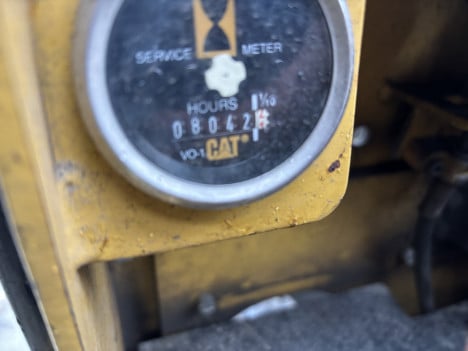 SERVICE METER
HOURS 1/10
08042
VO-1 CAT